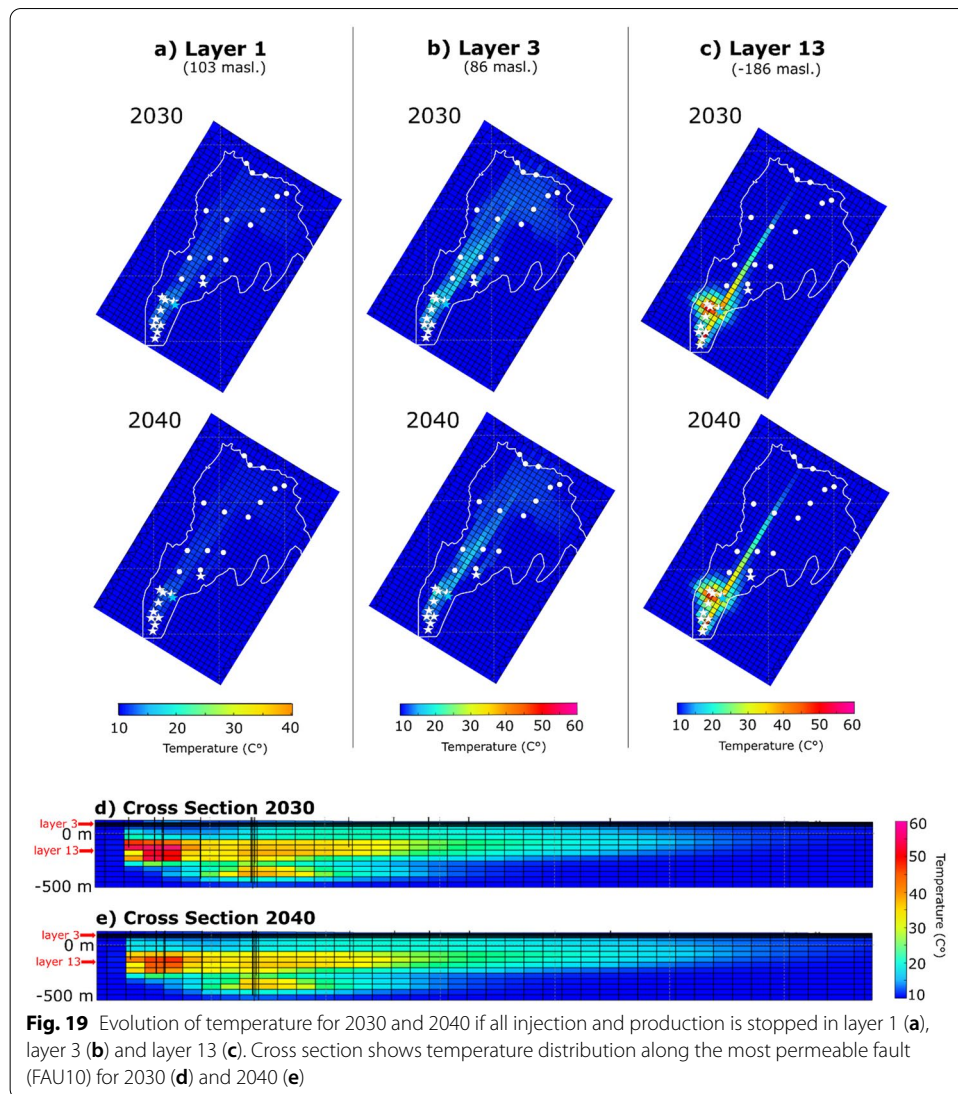 a) Layer 1
(103 masl.)
b) Layer 3
(86 masl.)
c) Layer 13
(-186 masl.)
2030
2030
2030
2040
2040
2040
10 20 30 40
Temperature (C°)
10 20 30 40 50 60
Temperature (C°)
10 20 30 40 50 60
Temperature (C°)
d) Cross Section 2030
layer 3
0 m
layer 13
-500 m
e) Cross Section 2040
layer 3
0 m
layer 13
-500 m
60
50
40
30
20
10
Temperature (C°)
Fig. 19 Evolution of temperature for 2030 and 2040 if all injection and production is stopped in layer 1 (a),
layer 3 (b) and layer 13 (c). Cross section shows temperature distribution along the most permeable fault
(FAU10) for 2030 (d) and 2040 (e)